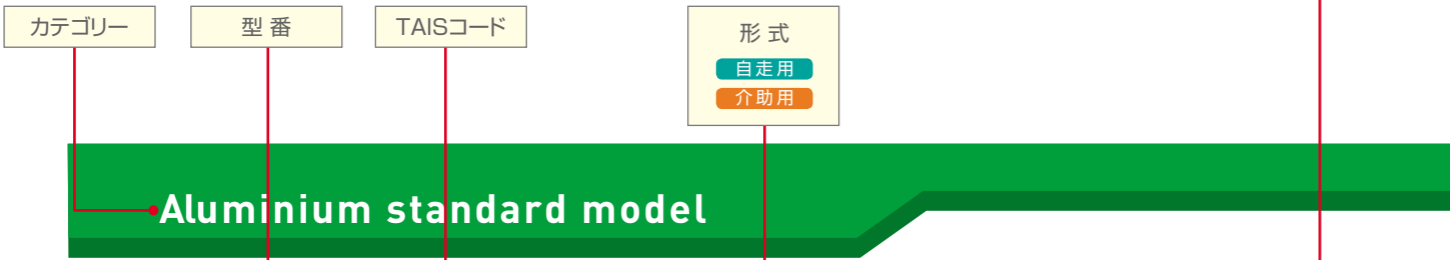 カテゴリー
型番
TAISコード
形式
自走用
介助用
Aluminium standard model